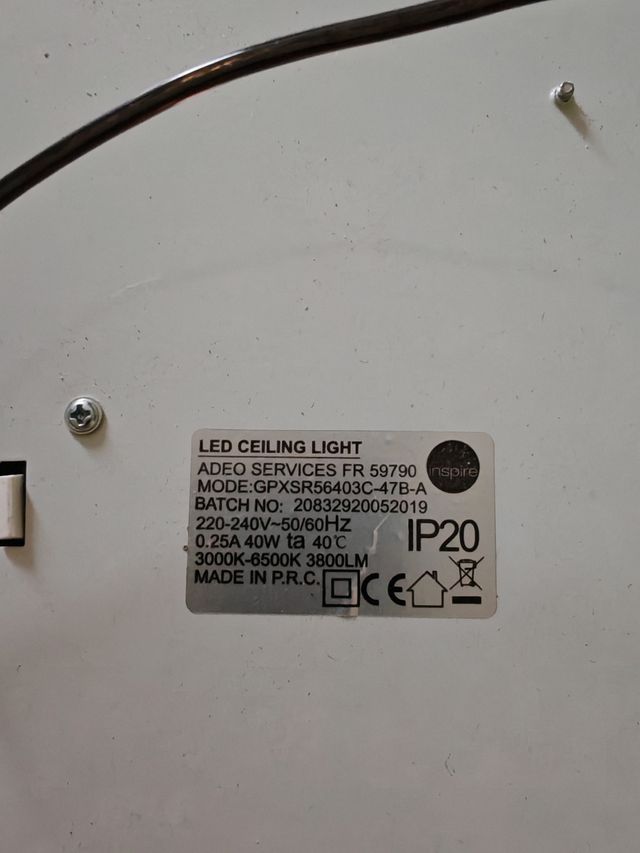 LED CEILING LIGHT
ADEO SERVICES FR 59790
inspire
MODE:GPXSR56403C-47B-A
BATCH NO: 20832920052019
220-240V~50/60Hz
0.25A 40W ta 40℃
IP20
3000K-6500K 3800LM
MADE IN P.R.C.
CE